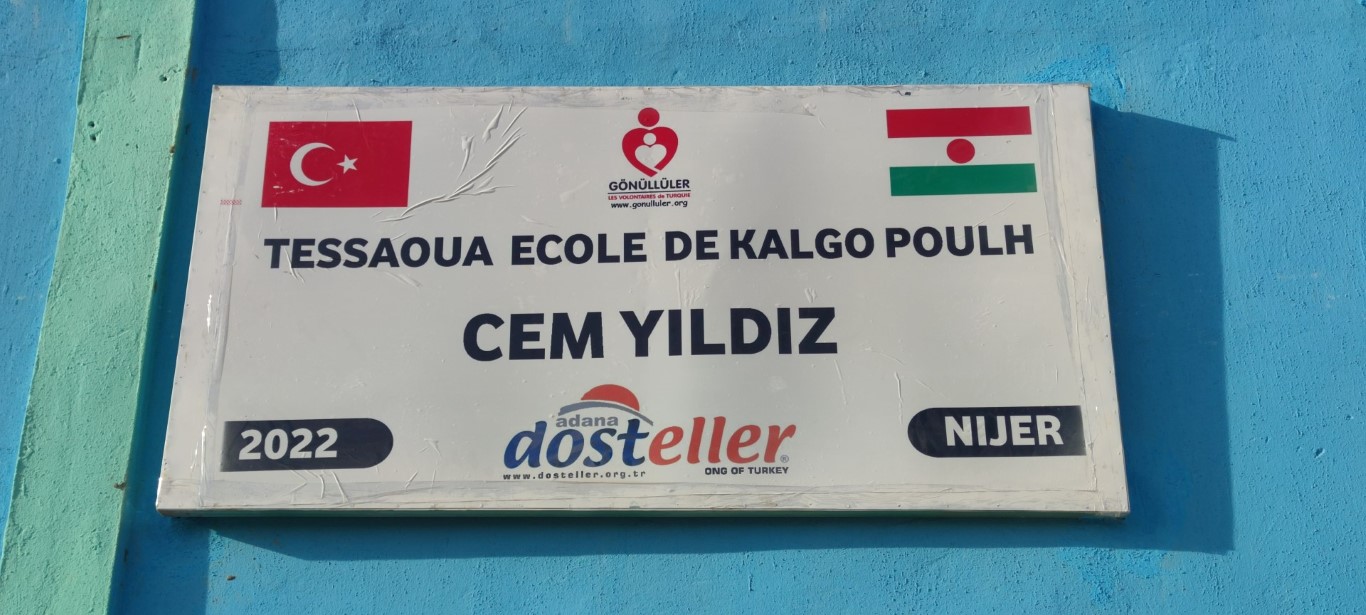 GÖNÜLLÜLER
LES VOLONTAIRES de TURQUIE
www.gonulluler.org
TESSAOUA ECOLE DE KALGO POULH
CEM YILDIZ
2022
adana
dosteller®
www.dosteller.org.tr
ONG OF TURKEY
NIJER